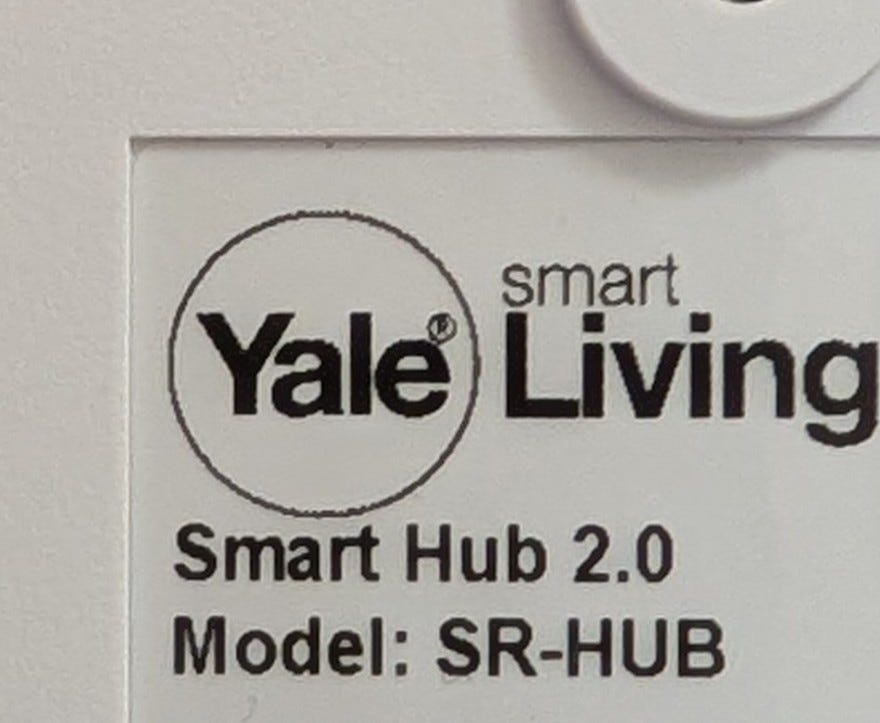 smart
Yale® Living
Smart Hub 2.0
Model: SR-HUB